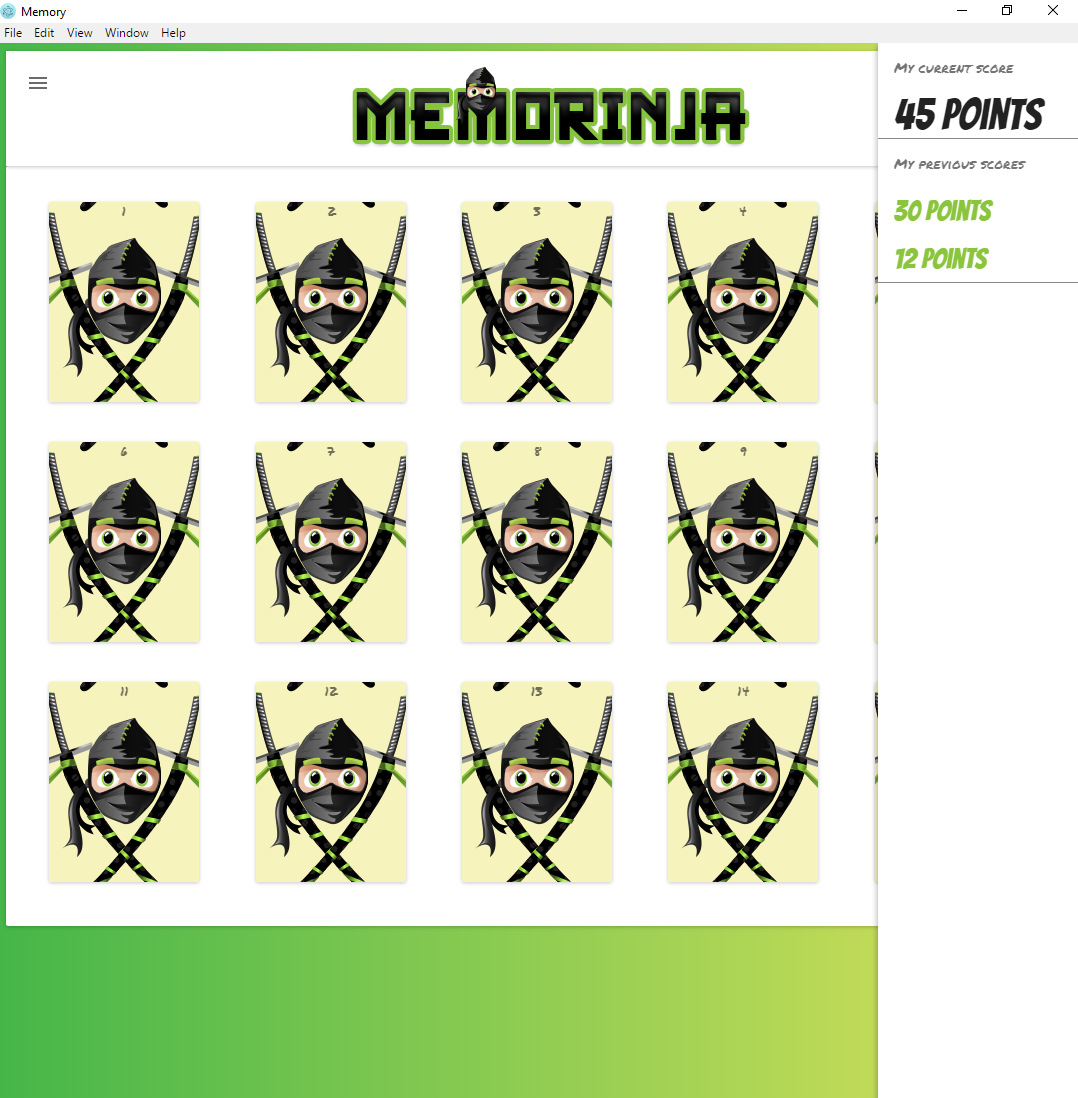 Memory
File Edit View Window Help
MEMORINJA
My current score
45 POINTS
My previous scores
30 POINTS
12 POINTS
1 2 3 4
6 7 8 9
11 12 13 14